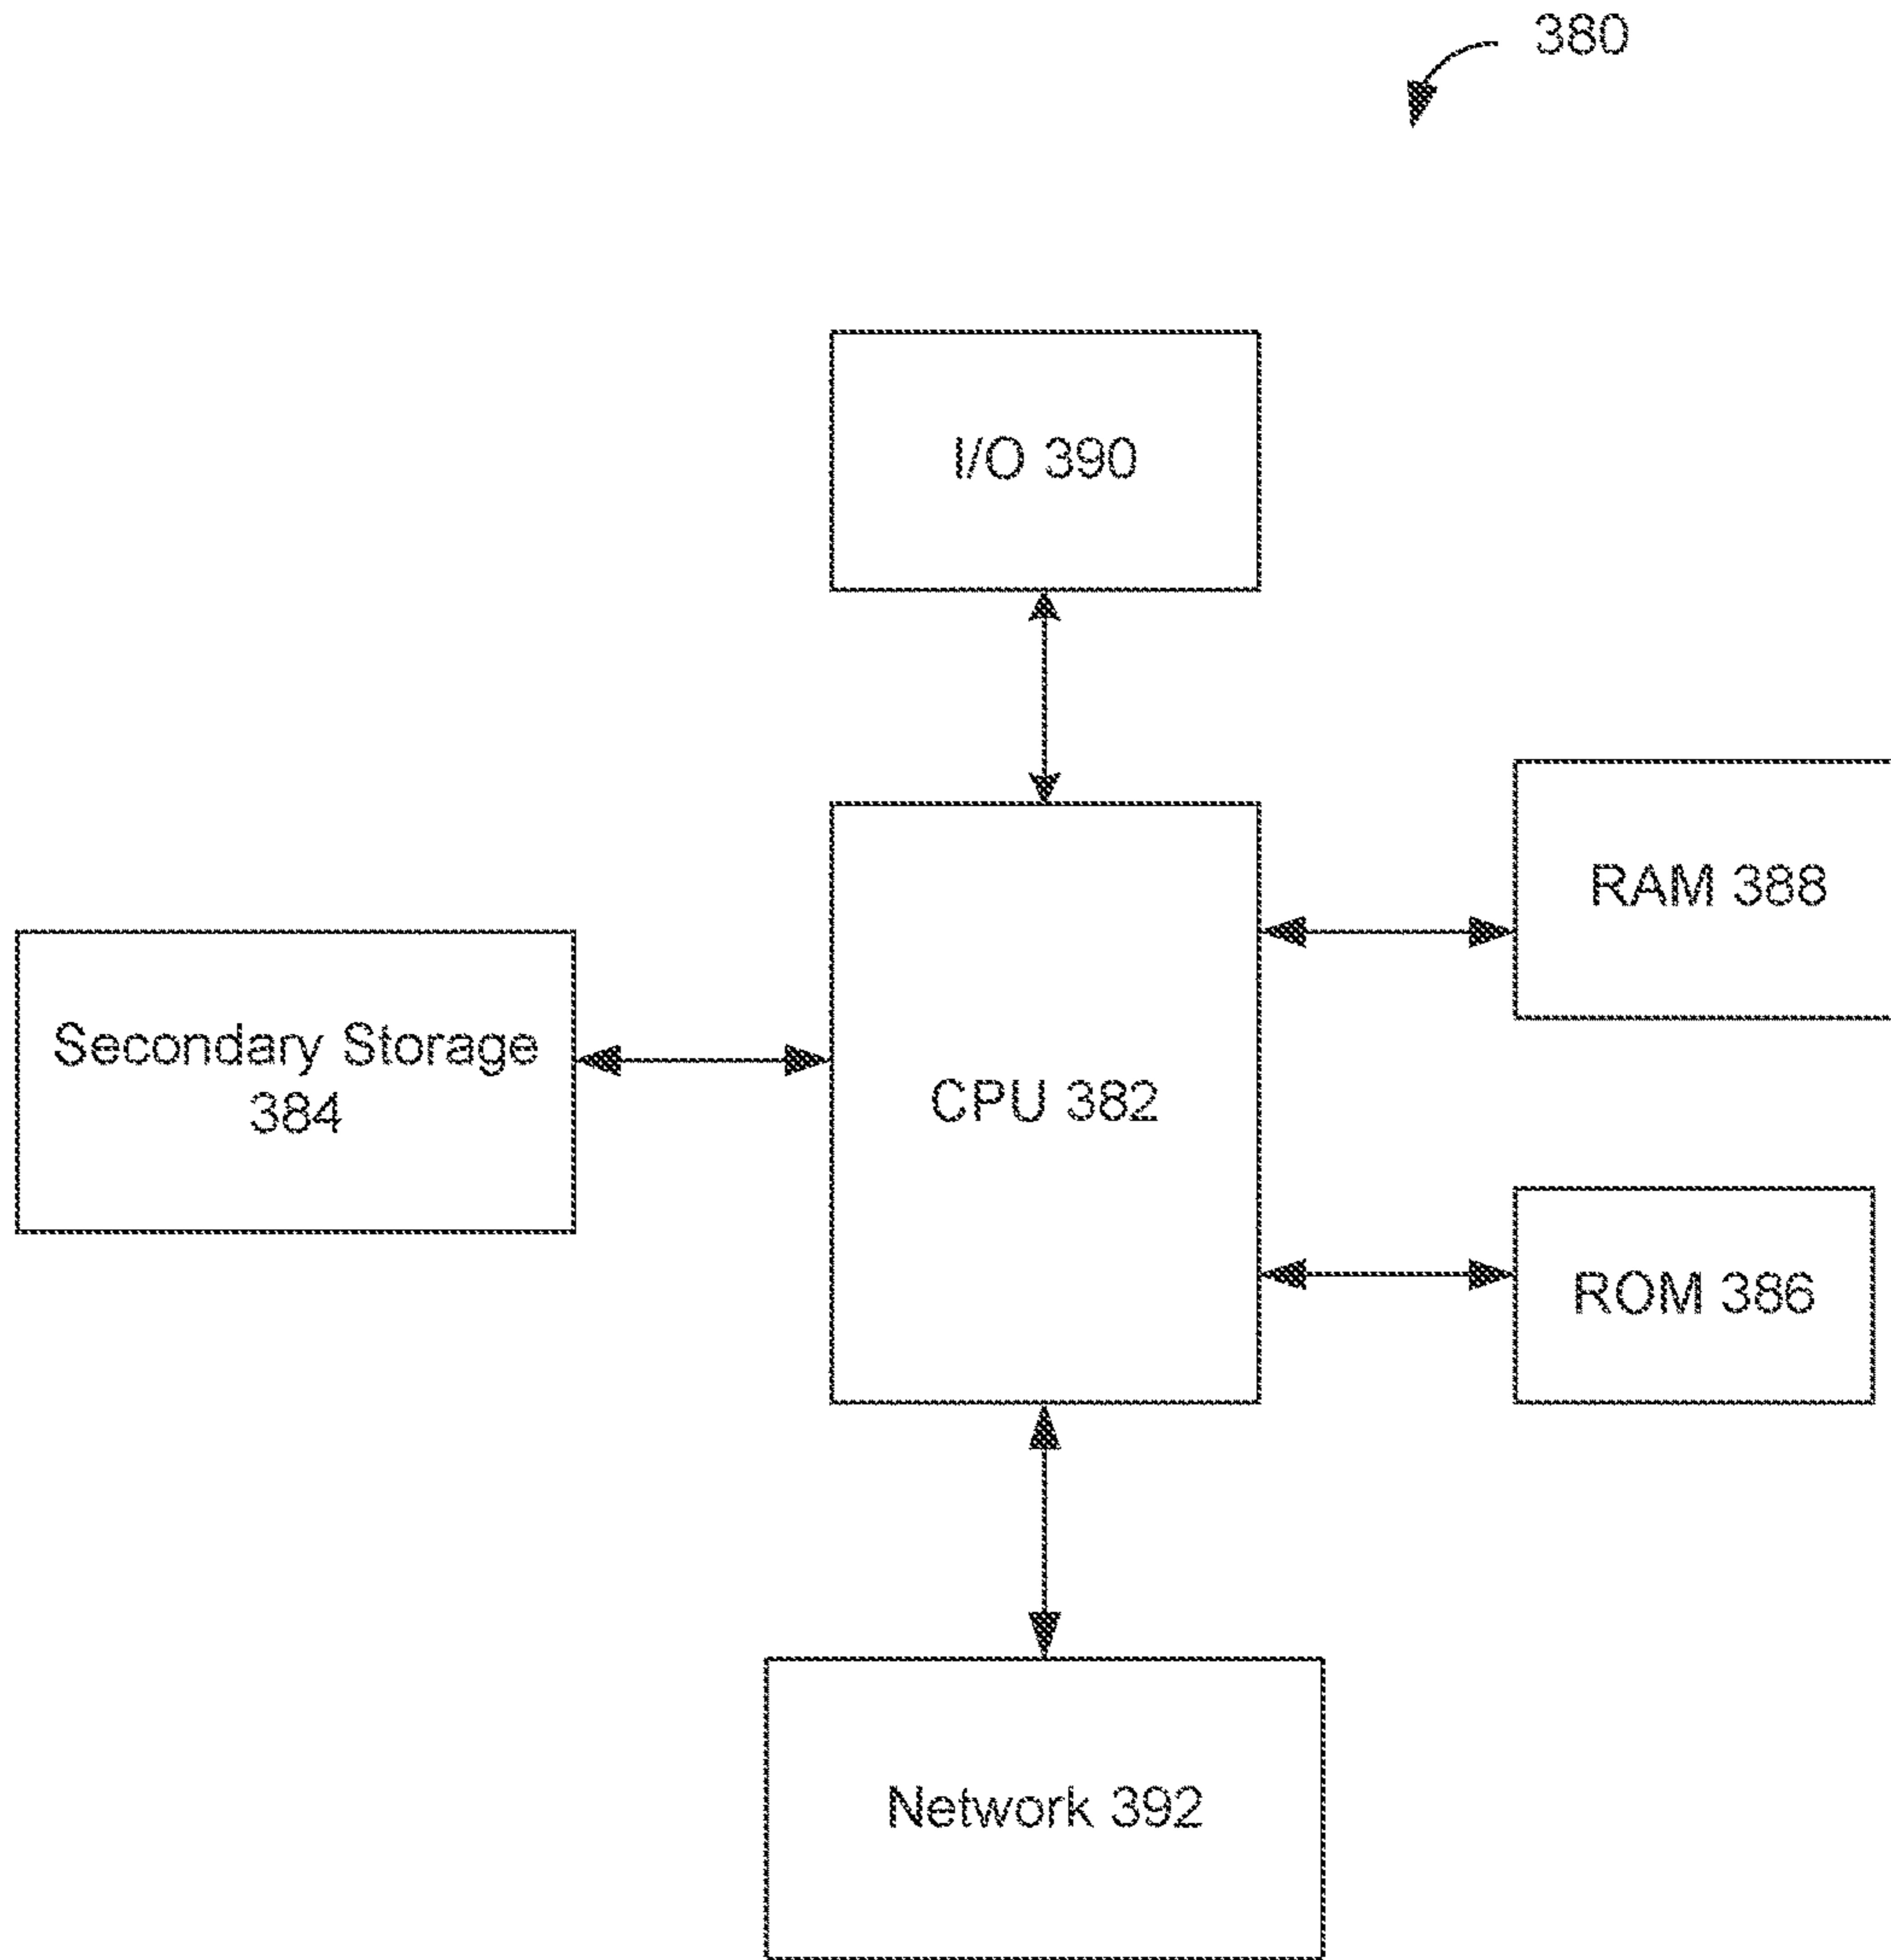 380
I/O 390
RAM 388
Secondary Storage
384
CPU 382
ROM 386
Network 392